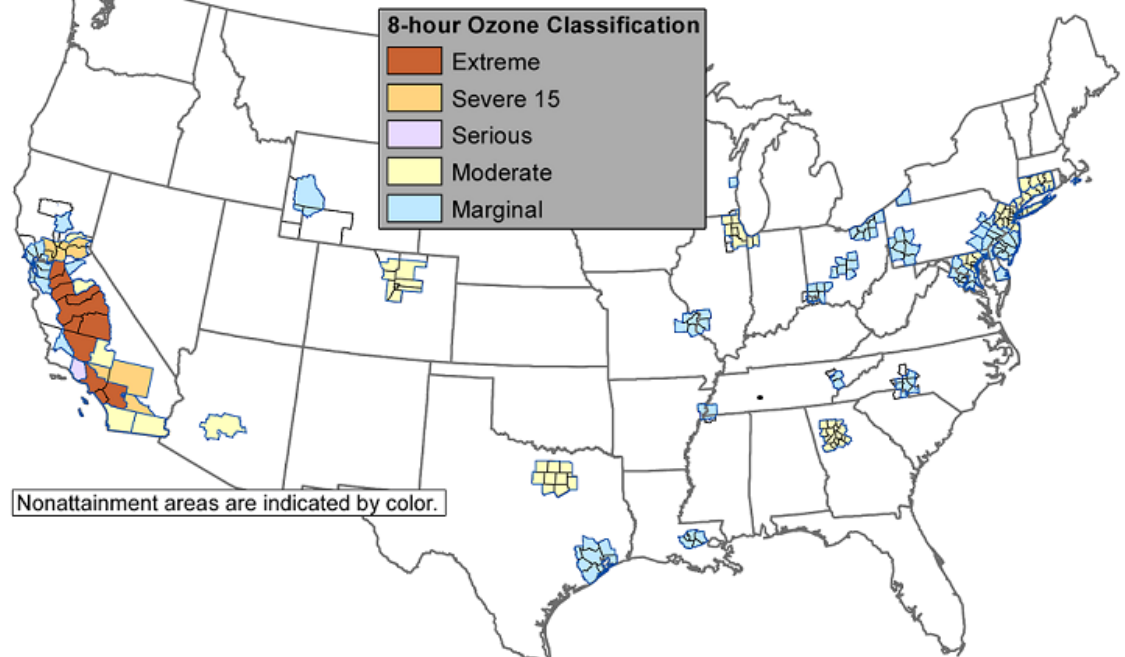 8-hour Ozone Classification
Extreme
Severe 15
Serious
Moderate
Marginal
Nonattainment areas are indicated by color.